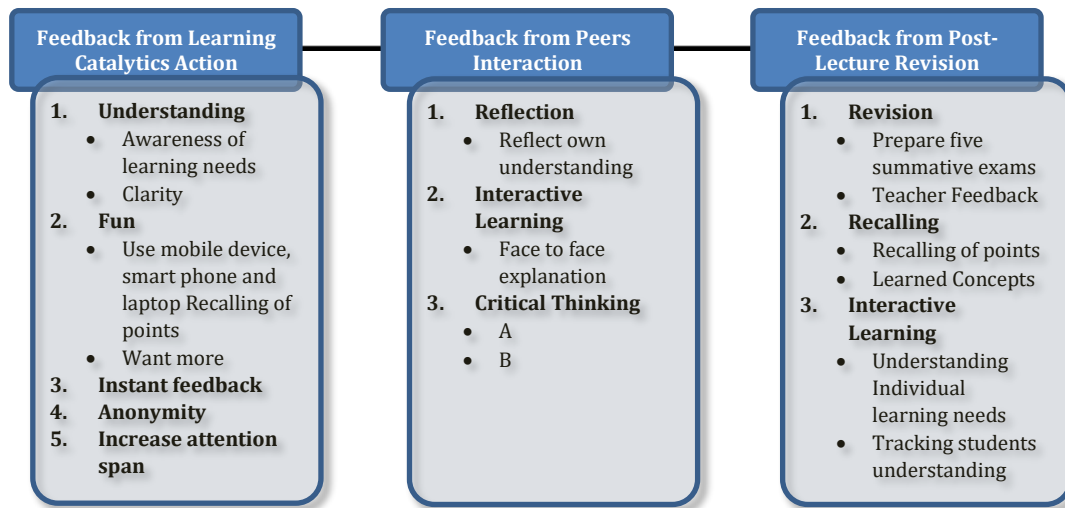 Feedback from Learning
Catalytics Action
1. Understanding
• Awareness of
learning needs
• Clarity
2. Fun
• Use mobile device,
smart phone and
laptop Recalling of
points
• Want more
3. Instant feedback
4. Anonymity
5. Increase attention
span
Feedback from Peers
Interaction
1. Reflection
• Reflect own
understanding
2. Interactive
Learning
• Face to face
explanation
3. Critical Thinking
• A
• B
Feedback from Post-
Lecture Revision
1. Revision
• Prepare five
summative exams
• Teacher Feedback
2. Recalling
• Recalling of points
• Learned Concepts
3. Interactive
Learning
• Understanding
Individual
learning needs
• Tracking students
understanding